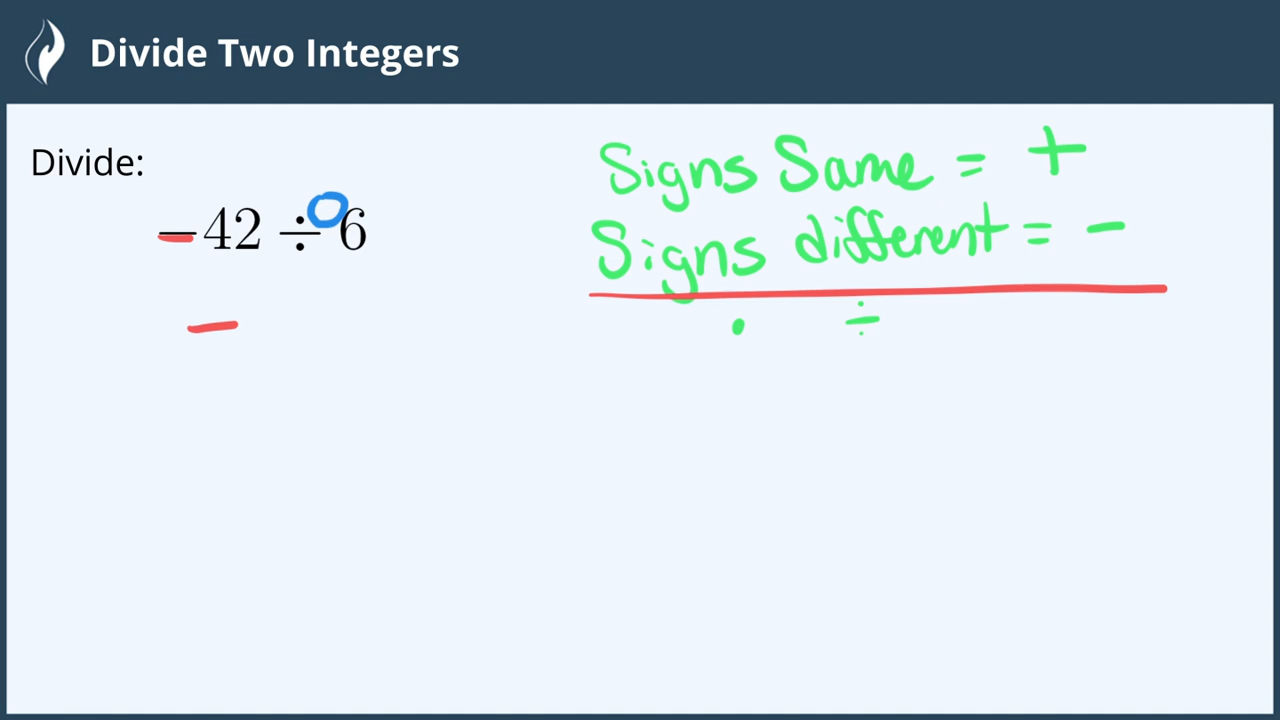 Divide Two Integers
Divide:
−42 ÷ 6
−
Signs Same = +
Signs different = −
· ÷